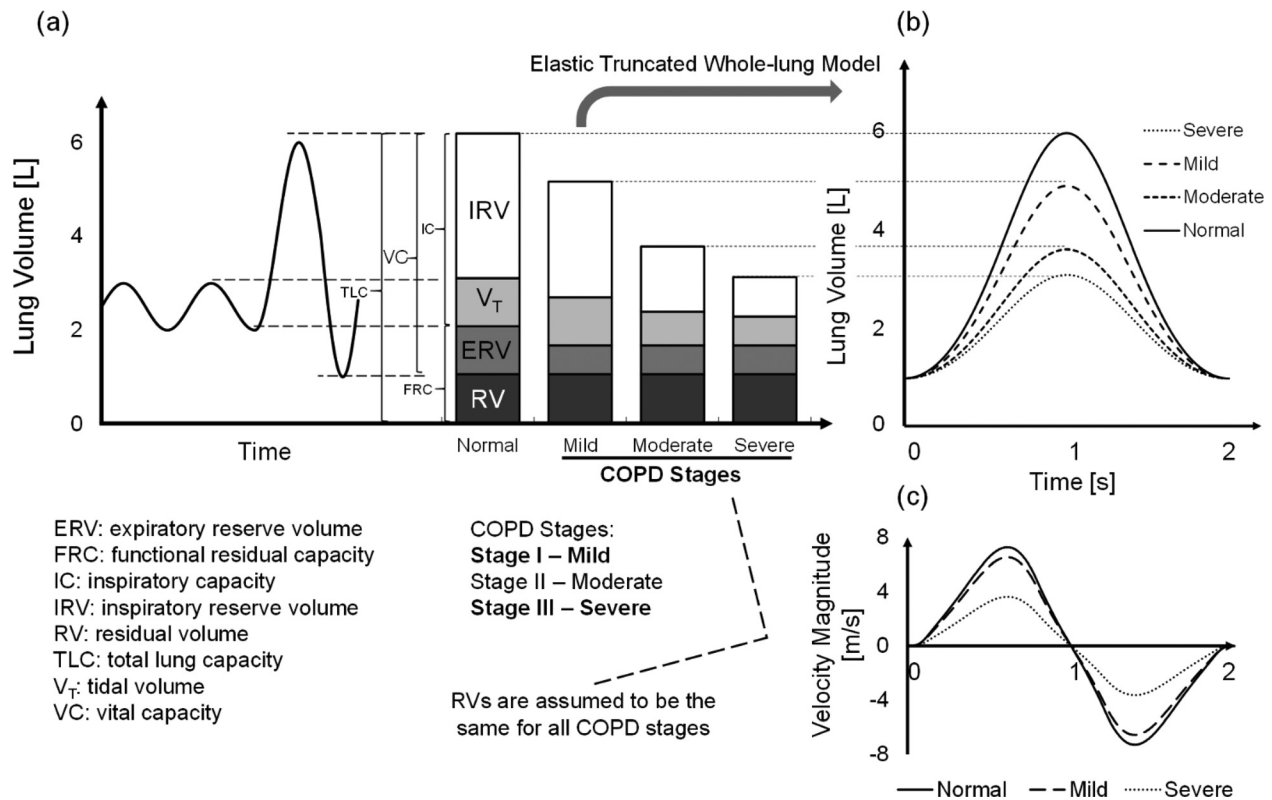 (a)
Elastic Truncated Whole-lung Model
Lung Volume [L]
6
4
2
0
Time
TLC
VC
IC
FRC
IRV
V_T
ERV
RV
Normal
Mild
Moderate
Severe
COPD Stages
(b)
Lung Volume [L]
6
4
2
0
0
1
2
Time [s]
Severe
Mild
Moderate
Normal
ERV: expiratory reserve volume
FRC: functional residual capacity
IC: inspiratory capacity
IRV: inspiratory reserve volume
RV: residual volume
TLC: total lung capacity
V_T: tidal volume
VC: vital capacity
COPD Stages:
Stage I – Mild
Stage II – Moderate
Stage III – Severe
RVs are assumed to be the
same for all COPD stages
(c)
Velocity Magnitude
[m/s]
8
4
0
-4
-8
0
1
2
Normal
Mild
Severe